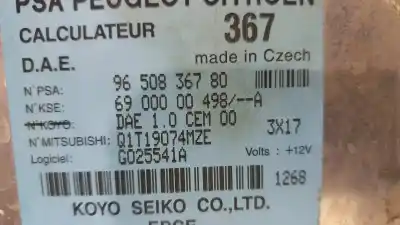 PSA PEUGEOT CITROEN
CALCULATEUR 367
D.A.E. made in Czech
N°PSA: 96 508 367 80
N°KSE: 69 000 00 498/--A
N°KOYO: DAE 1.0 CEM 00 3X17
N°MITSUBISHI: Q1T19074MZE
Logiciel: G025541A Volts : +12V
1268
KOYO SEIKO CO.,LTD.